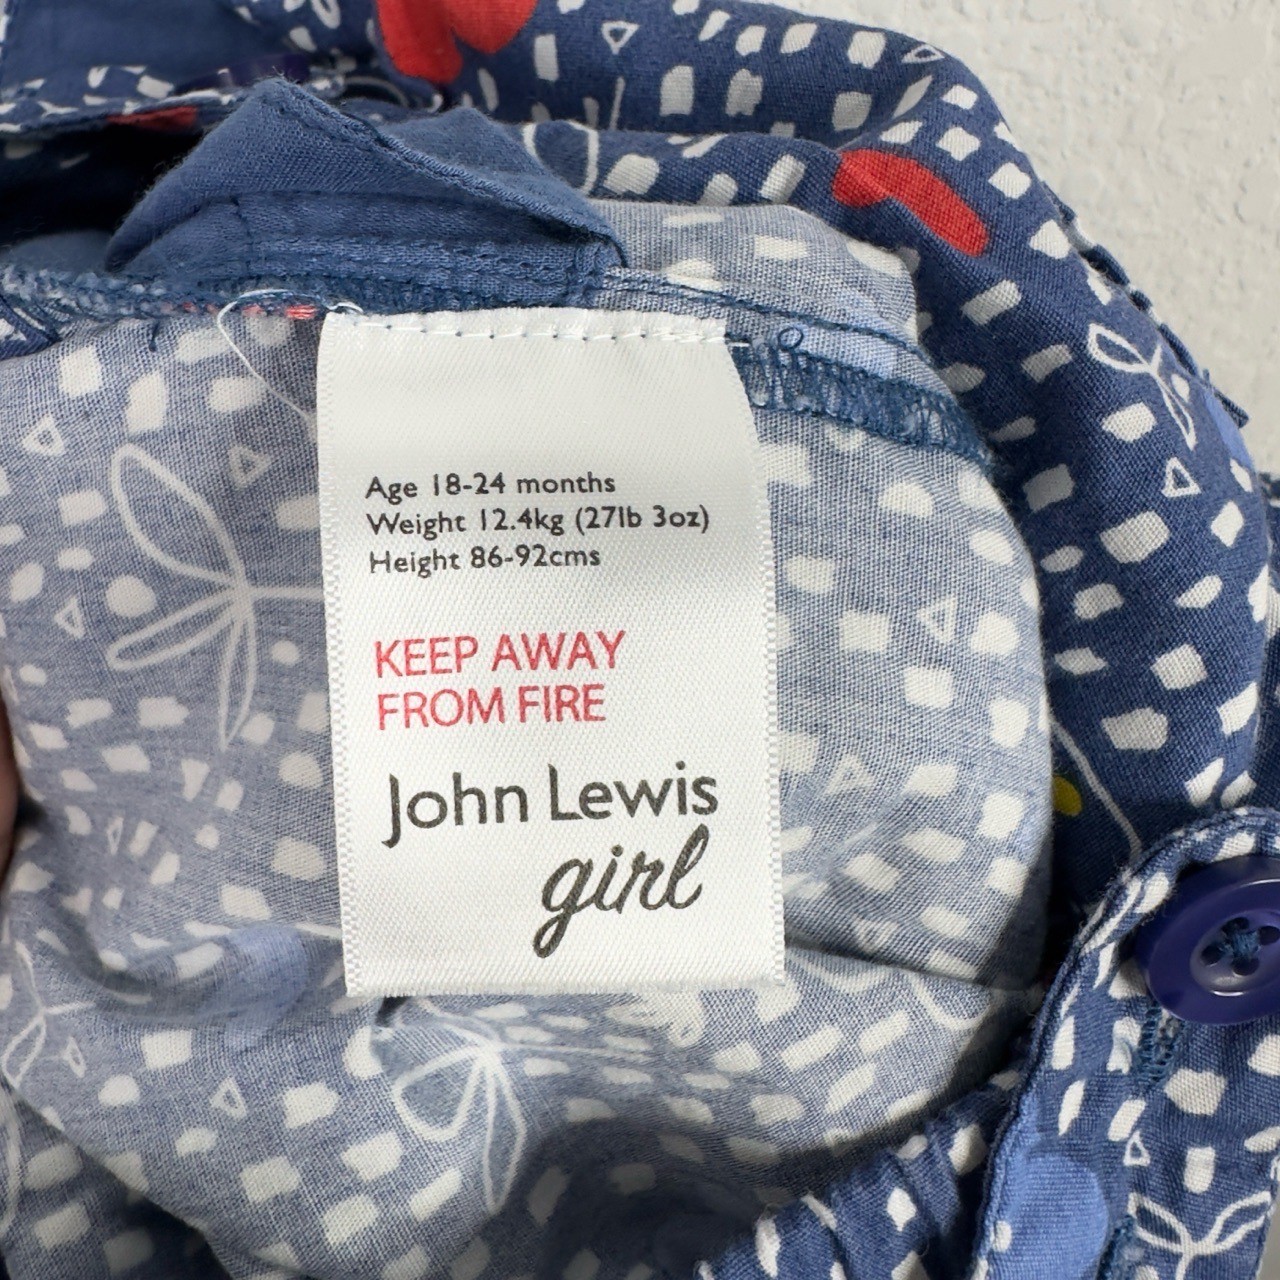 Age 18-24 months
Weight 12.4kg (27lb 3oz)
Height 86-92cms
KEEP AWAY
FROM FIRE
John Lewis
girl